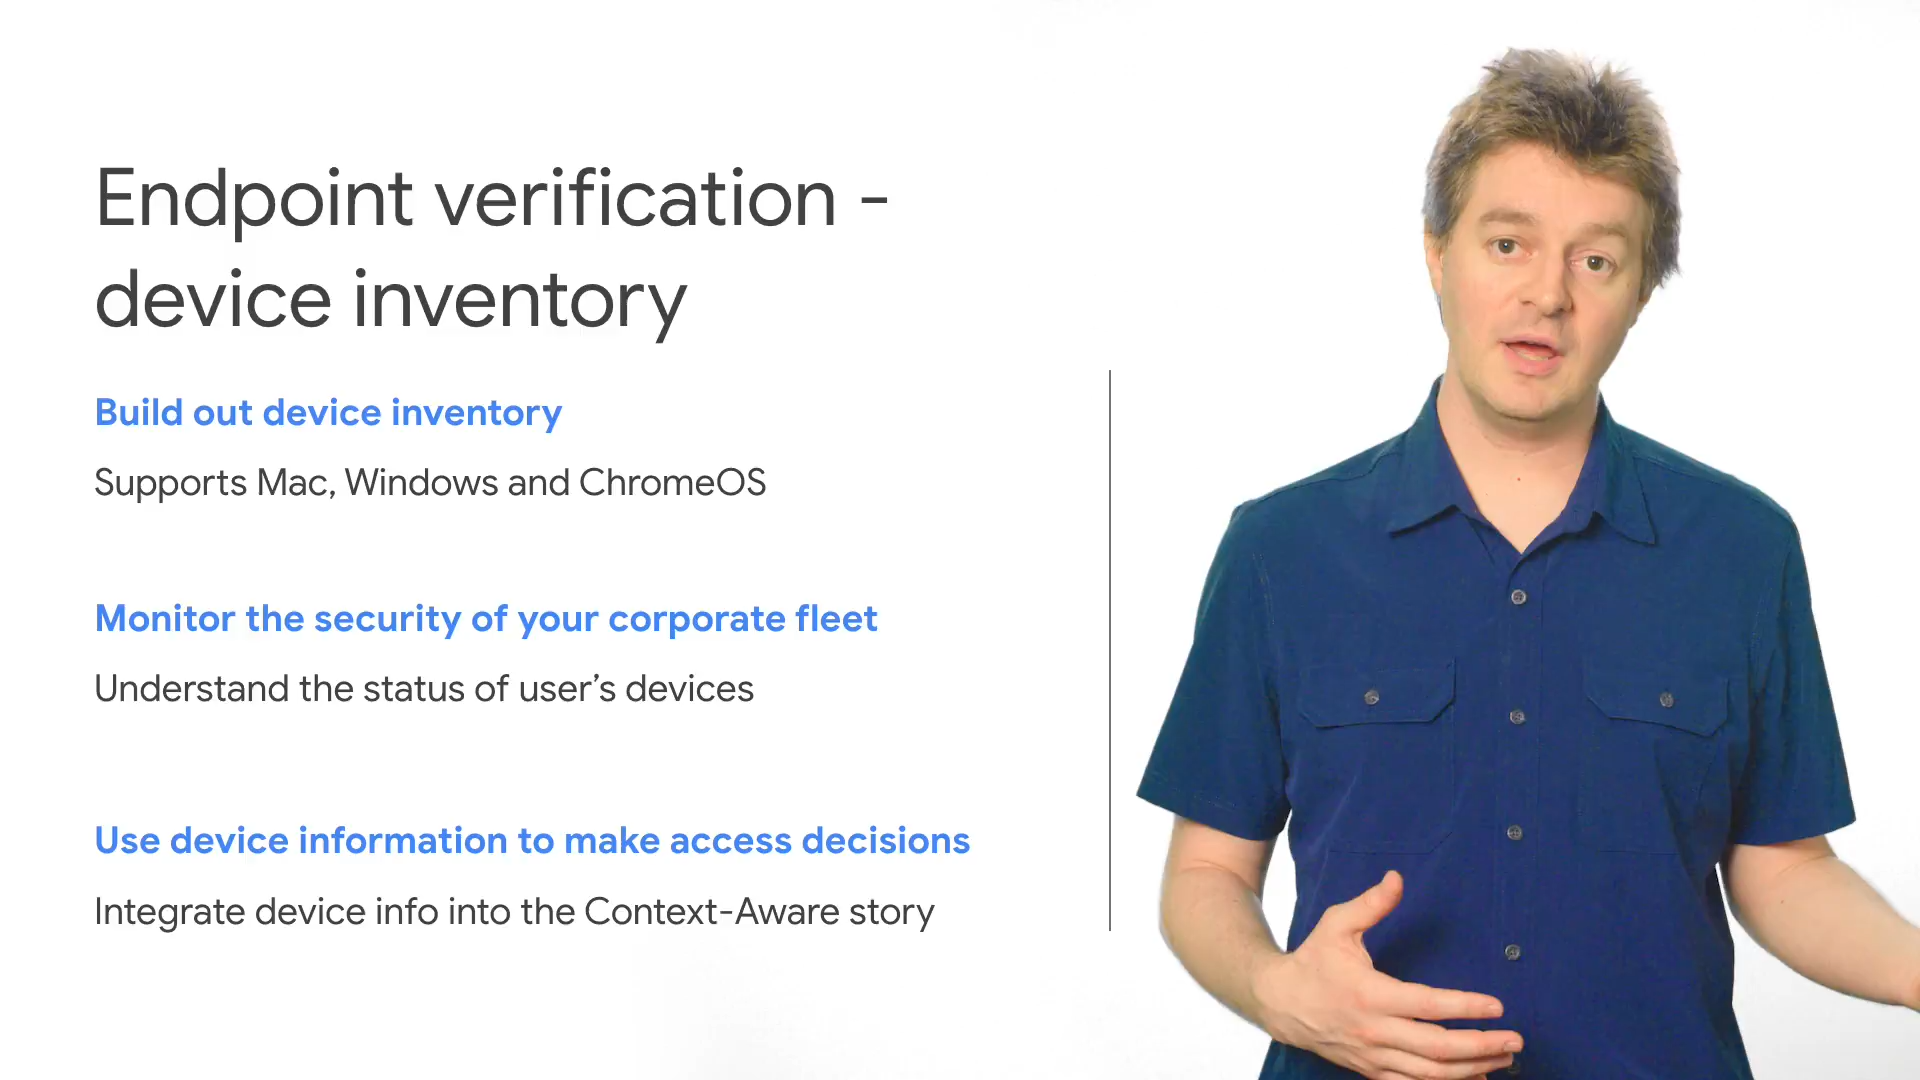 Endpoint verification -
device inventory
Build out device inventory
Supports Mac, Windows and ChromeOS
Monitor the security of your corporate fleet
Understand the status of user’s devices
Use device information to make access decisions
Integrate device info into the Context-Aware story